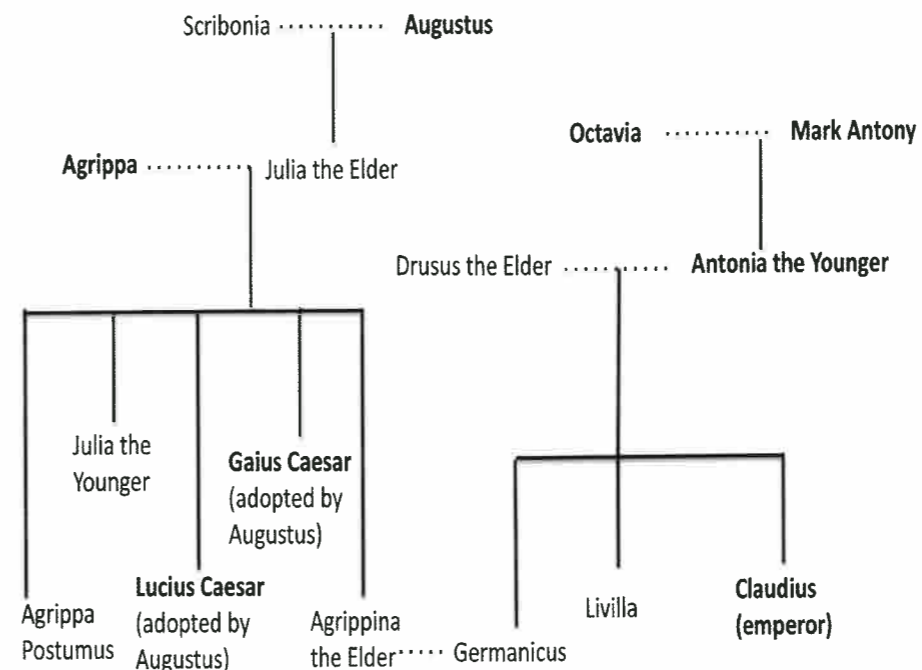 Scribonia ·········· Augustus
Octavia ·········· Mark Antony
Agrippa ·········· Julia the Elder
Drusus the Elder ·········· Antonia the Younger
Julia the
Younger
Gaius Caesar
(adopted by
Augustus)
Agrippa
Postumus
Lucius Caesar
(adopted by
Augustus)
Agrippina
the Elder ····· Germanicus
Livilla
Claudius
(emperor)